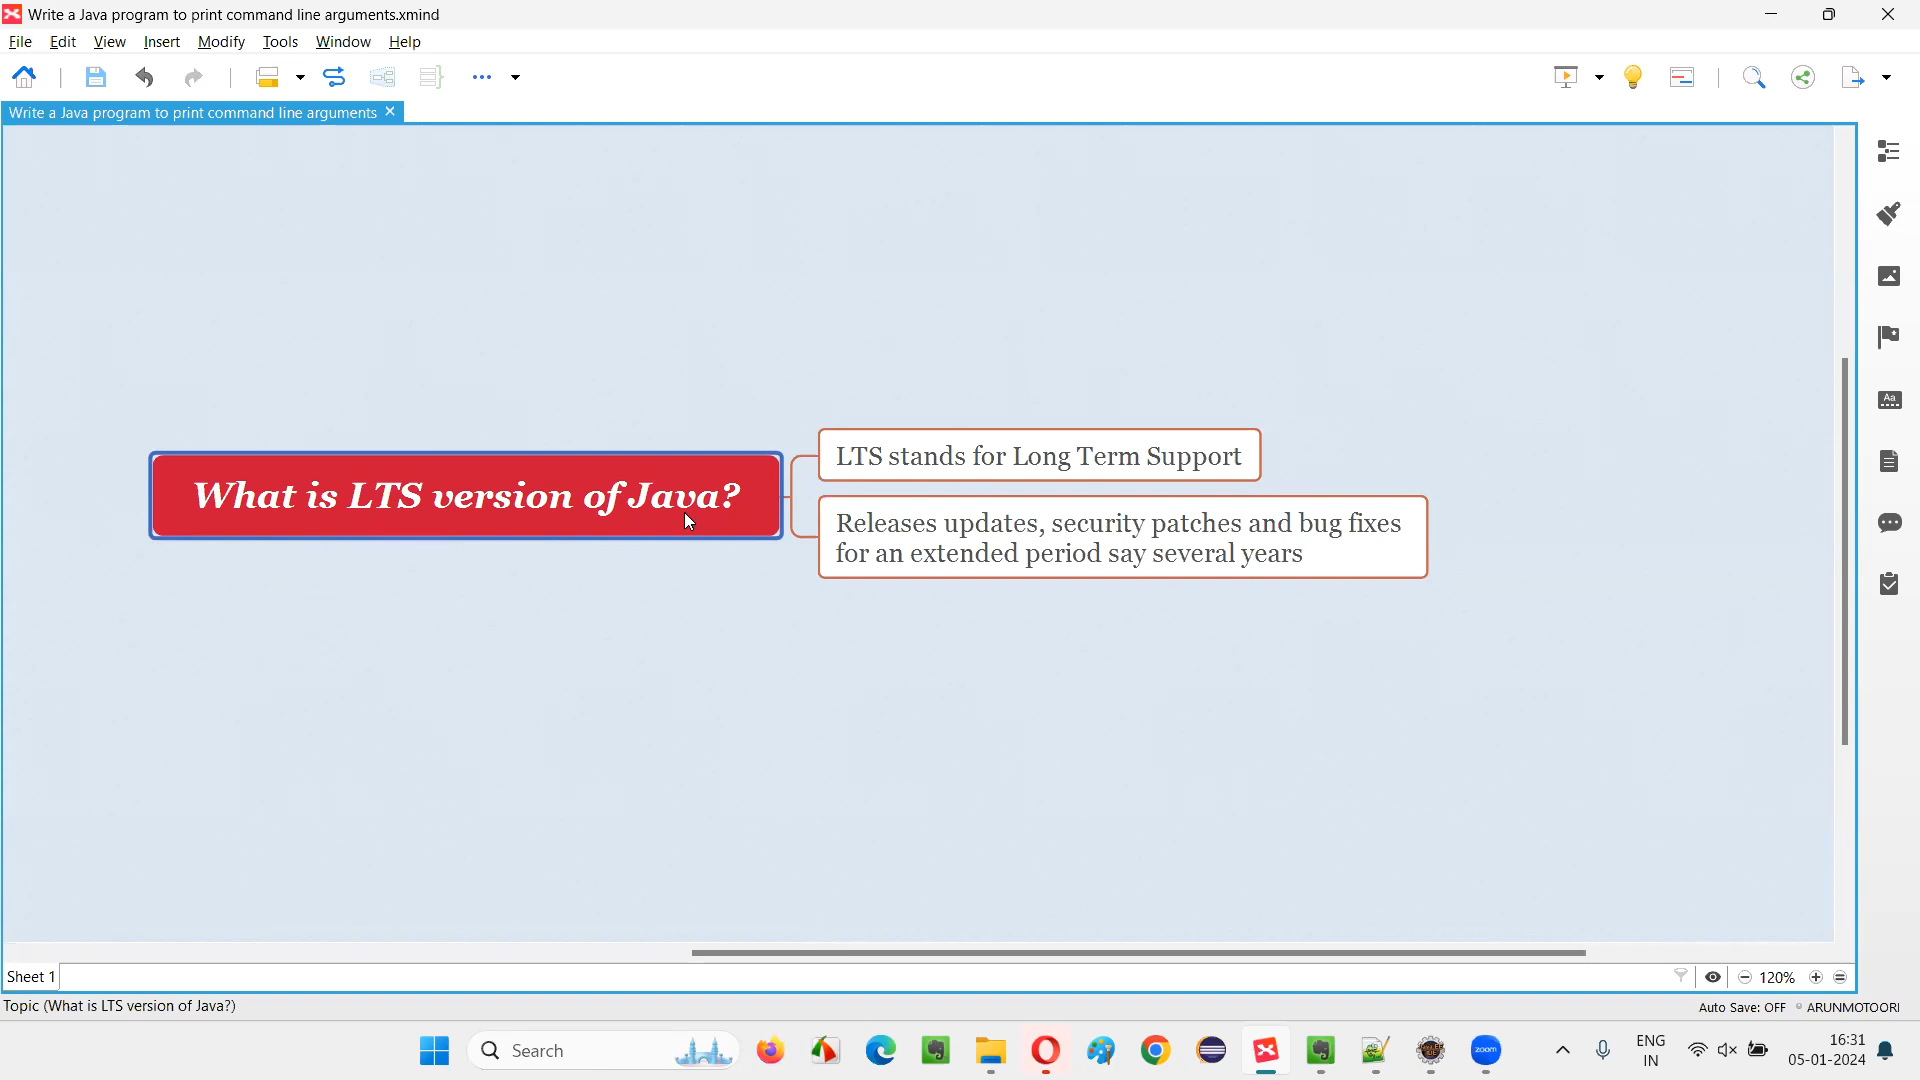 Write a Java program to print command line arguments.xmind
File Edit View Insert Modify Tools Window Help
Write a Java program to print command line arguments
What is LTS version of Java?
LTS stands for Long Term Support
Releases updates, security patches and bug fixes
for an extended period say several years
Aa
Sheet 1
120%
Topic (What is LTS version of Java?)
Auto Save: OFF
ARUNMOTOORI
Search
zoom
ENG
IN
16:31
05-01-2024